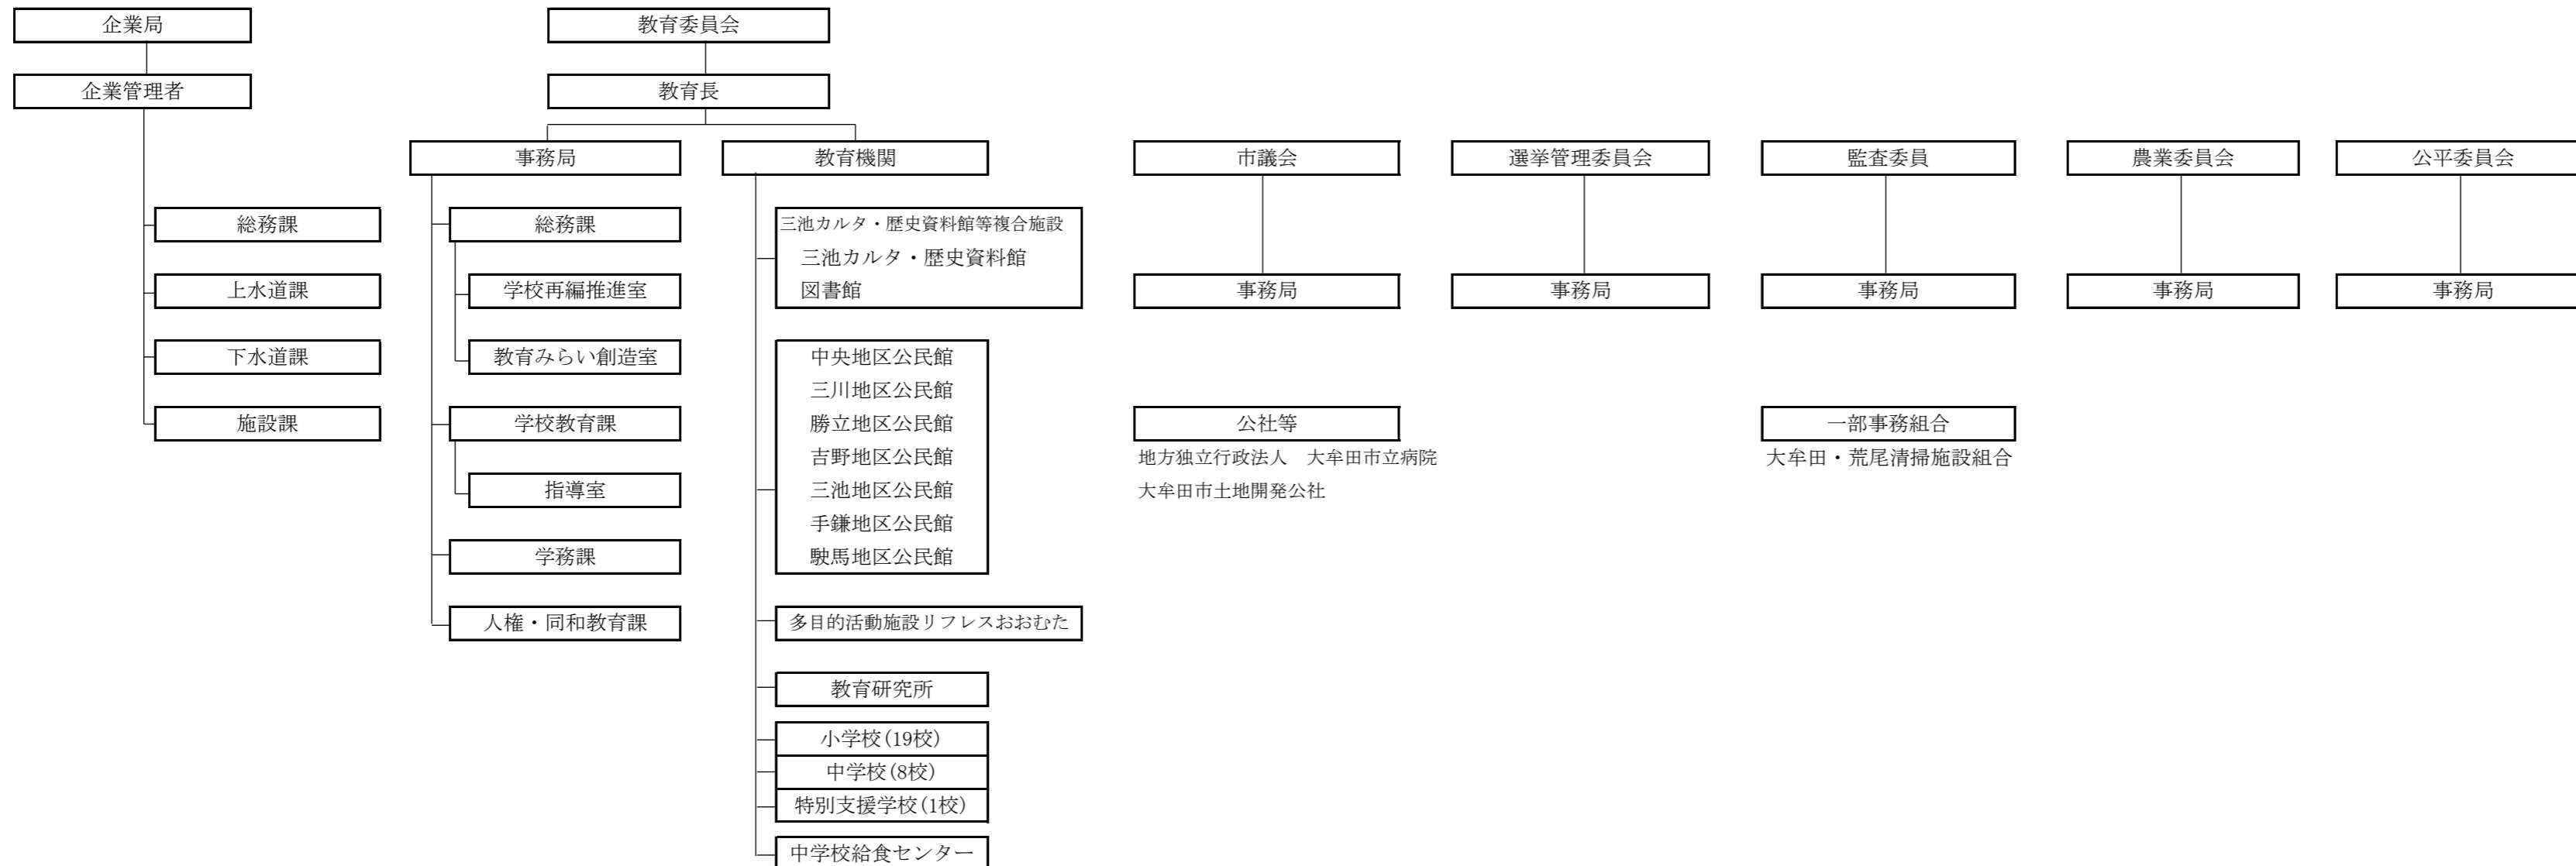 企業局
企業管理者
総務課
上水道課
下水道課
施設課
教育委員会
教育長
事務局
総務課
学校再編推進室
教育みらい創造室
学校教育課
指導室
学務課
人権・同和教育課
教育機関
三池カルタ・歴史資料館等複合施設
三池カルタ・歴史資料館
図書館
中央地区公民館
三川地区公民館
勝立地区公民館
吉野地区公民館
三池地区公民館
手鎌地区公民館
駛馬地区公民館
多目的活動施設リフレスおおむた
教育研究所
小学校(19校)
中学校(8校)
特別支援学校(1校)
中学校給食センター
市議会
事務局
選挙管理委員会
事務局
監査委員
事務局
農業委員会
事務局
公平委員会
事務局
公社等
地方独立行政法人　大牟田市立病院
大牟田市土地開発公社
一部事務組合
大牟田・荒尾清掃施設組合